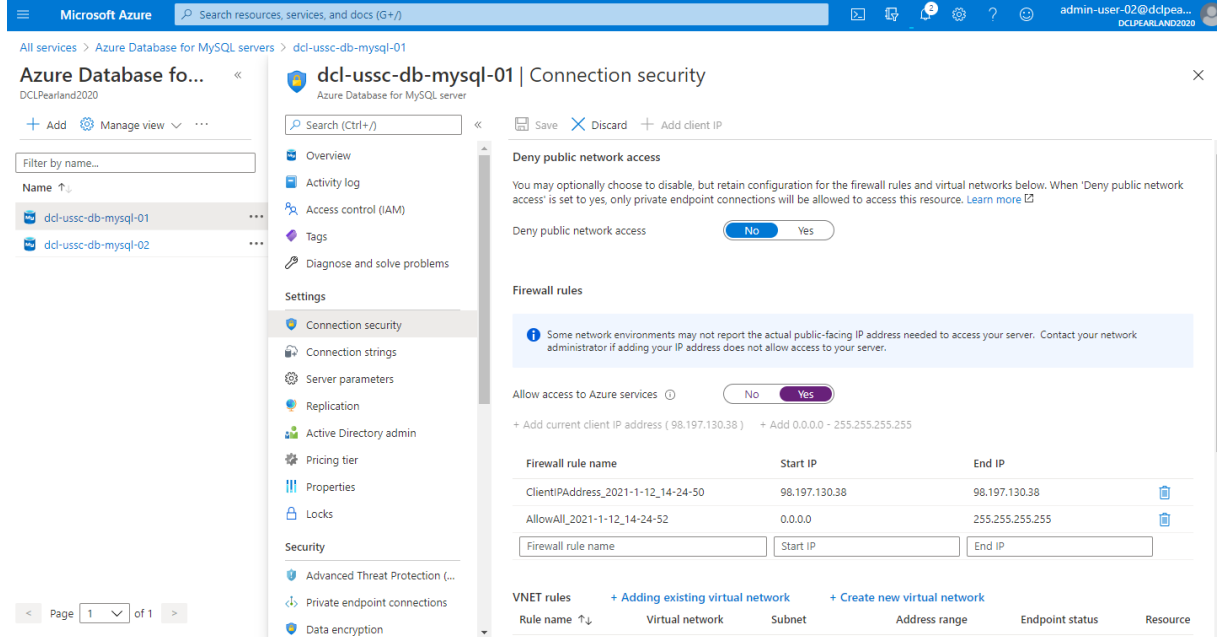 Microsoft Azure
Search resources, services, and docs (G+/)
2
admin-user-02@dclpea...
DCLPEARLAND2020
All services > Azure Database for MySQL servers > dcl-ussc-db-mysql-01
Azure Database fo...
DCLPearland2020
+ Add Manage view ...
Filter by name...
Name ↑↓
dcl-ussc-db-mysql-01 ...
dcl-ussc-db-mysql-02 ...
< Page 1 of 1 >
dcl-ussc-db-mysql-01 | Connection security
Azure Database for MySQL server
Search (Ctrl+/)
Overview
Activity log
Access control (IAM)
Tags
Diagnose and solve problems
Settings
Connection security
Connection strings
Server parameters
Replication
Active Directory admin
Pricing tier
Properties
Locks
Security
Advanced Threat Protection (...
Private endpoint connections
Data encryption
Save Discard + Add client IP
Deny public network access
You may optionally choose to disable, but retain configuration for the firewall rules and virtual networks below. When 'Deny public network
access' is set to yes, only private endpoint connections will be allowed to access this resource. Learn more
Deny public network access No Yes
Firewall rules
Some network environments may not report the actual public-facing IP address needed to access your server. Contact your network
administrator if adding your IP address does not allow access to your server.
Allow access to Azure services No Yes
+ Add current client IP address ( 98.197.130.38 ) + Add 0.0.0.0 - 255.255.255.255
Firewall rule name Start IP End IP
ClientIPAddress_2021-1-12_14-24-50 98.197.130.38 98.197.130.38
AllowAll_2021-1-12_14-24-52 0.0.0.0 255.255.255.255
Firewall rule name Start IP End IP
VNET rules + Adding existing virtual network + Create new virtual network
Rule name ↑↓ Virtual network Subnet Address range Endpoint status Resource